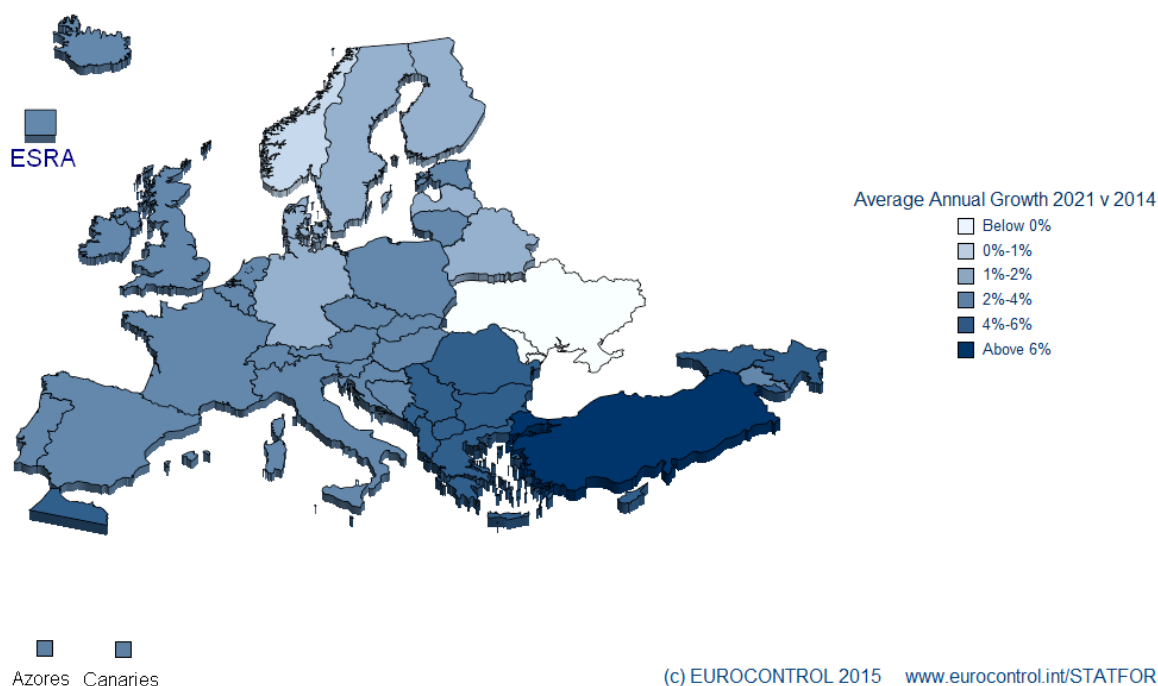 ESRA
Average Annual Growth 2021 v 2014
Below 0%
0%-1%
1%-2%
2%-4%
4%-6%
Above 6%
Azores Canaries
(c) EUROCONTROL 2015 www.eurocontrol.int/STATFOR